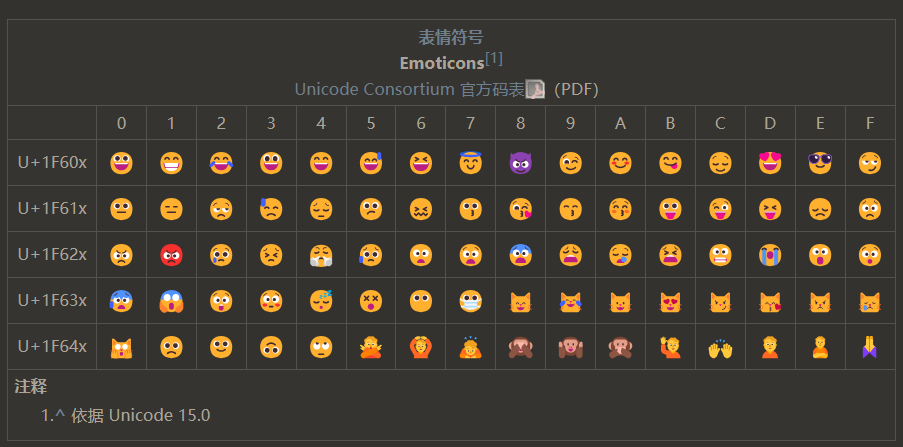 表情符号
Emoticons[1]
Unicode Consortium 官方码表 (PDF)
0 1 2 3 4 5 6 7 8 9 A B C D E F
U+1F60x 😀 😁 😂 😃 😄 😅 😆 😇 😈 😉 😊 😋 😌 😍 😎 😏
U+1F61x 😐 😑 😒 😓 😔 😕 😖 😗 😘 😙 😚 😛 😜 😝 😞 😟
U+1F62x 😠 😡 😢 😣 😤 😥 😦 😧 😨 😩 😪 😫 😬 😭 😮 😯
U+1F63x 😰 😱 😲 😳 😴 😵 😶 😷 😸 😹 😺 😻 😼 😽 😾 😿
U+1F64x 🙀 🙁 🙂 🙃 🙄 🙅 🙆 🙇 🙈 🙉 🙊 🙋 🙌 🙍 🙎 🙏
注释
1.^ 依据 Unicode 15.0